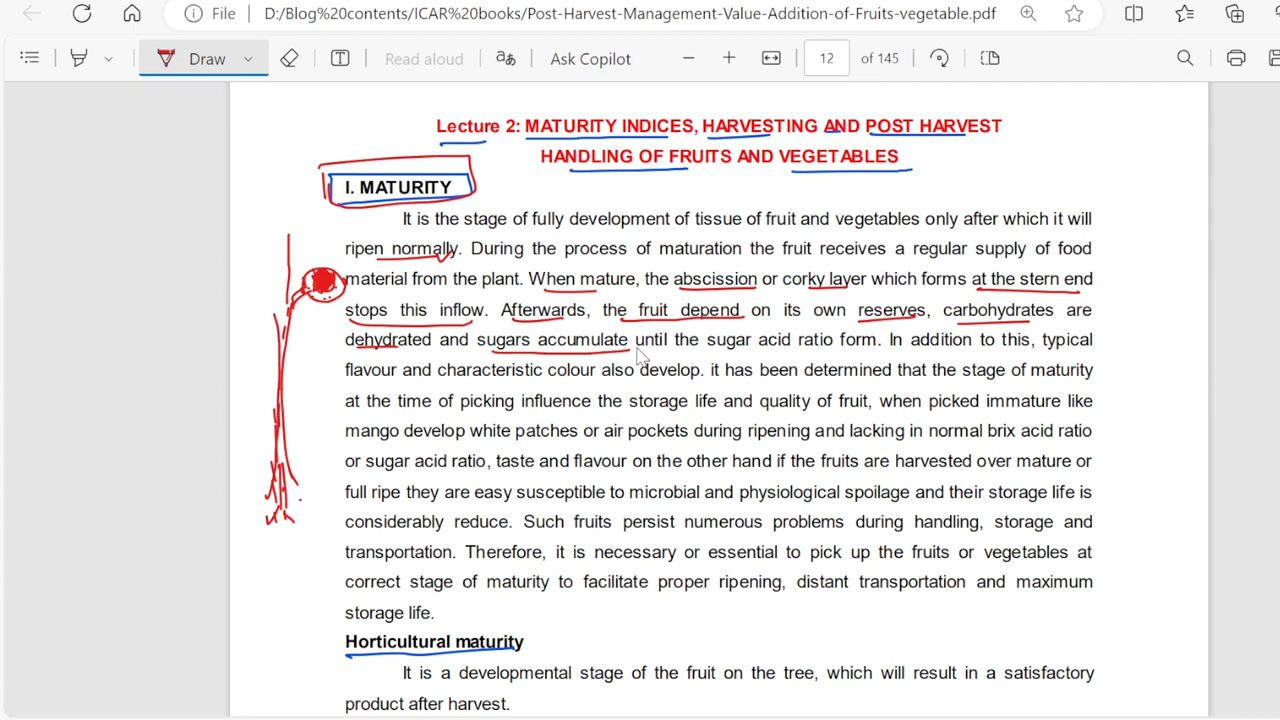 File D:/Blog%20contents/ICAR%20books/Post-Harvest-Management-Value-Addition-of-Fruits-vegetable.pdf
Draw Read aloud aあ Ask Copilot 12 of 145
Lecture 2: MATURITY INDICES, HARVESTING AND POST HARVEST
HANDLING OF FRUITS AND VEGETABLES
I. MATURITY
It is the stage of fully development of tissue of fruit and vegetables only after which it will
ripen normally. During the process of maturation the fruit receives a regular supply of food
material from the plant. When mature, the abscission or corky layer which forms at the stern end
stops this inflow. Afterwards, the fruit depend on its own reserves, carbohydrates are
dehydrated and sugars accumulate until the sugar acid ratio form. In addition to this, typical
flavour and characteristic colour also develop. it has been determined that the stage of maturity
at the time of picking influence the storage life and quality of fruit, when picked immature like
mango develop white patches or air pockets during ripening and lacking in normal brix acid ratio
or sugar acid ratio, taste and flavour on the other hand if the fruits are harvested over mature or
full ripe they are easy susceptible to microbial and physiological spoilage and their storage life is
considerably reduce. Such fruits persist numerous problems during handling, storage and
transportation. Therefore, it is necessary or essential to pick up the fruits or vegetables at
correct stage of maturity to facilitate proper ripening, distant transportation and maximum
storage life.
Horticultural maturity
It is a developmental stage of the fruit on the tree, which will result in a satisfactory
product after harvest.